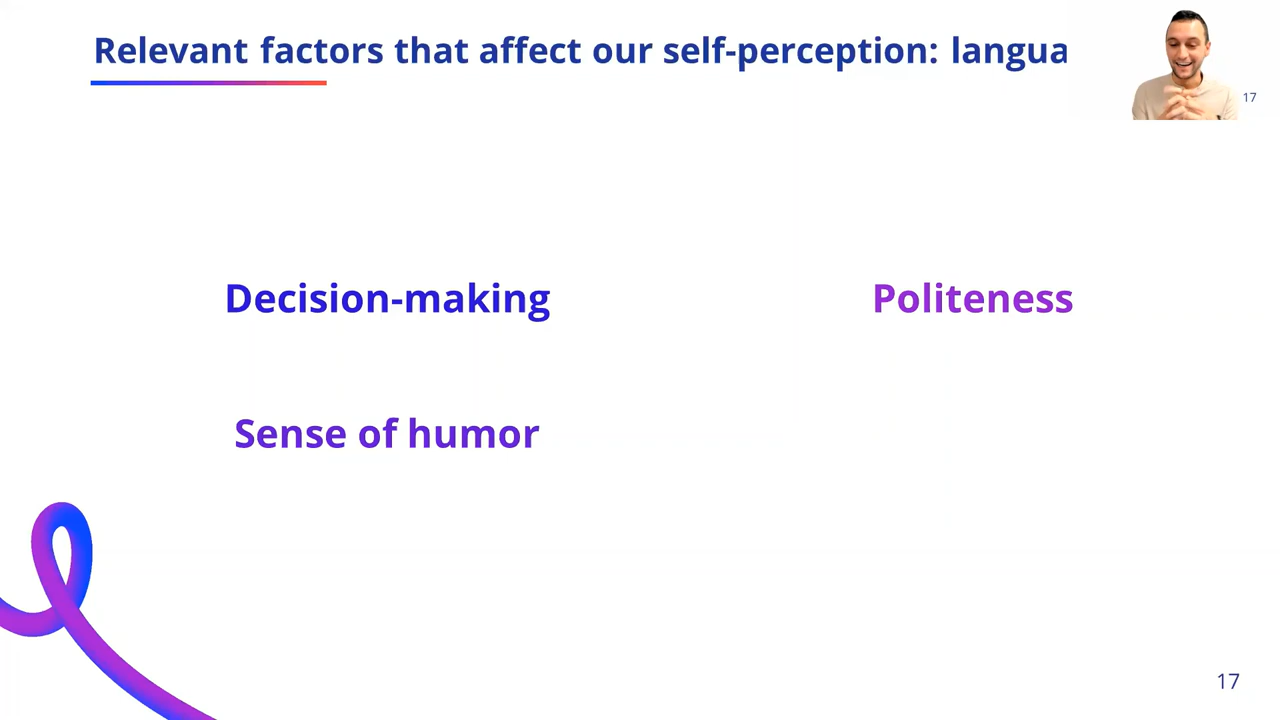 Relevant factors that affect our self-perception: langua
17
Decision-making
Politeness
Sense of humor
17